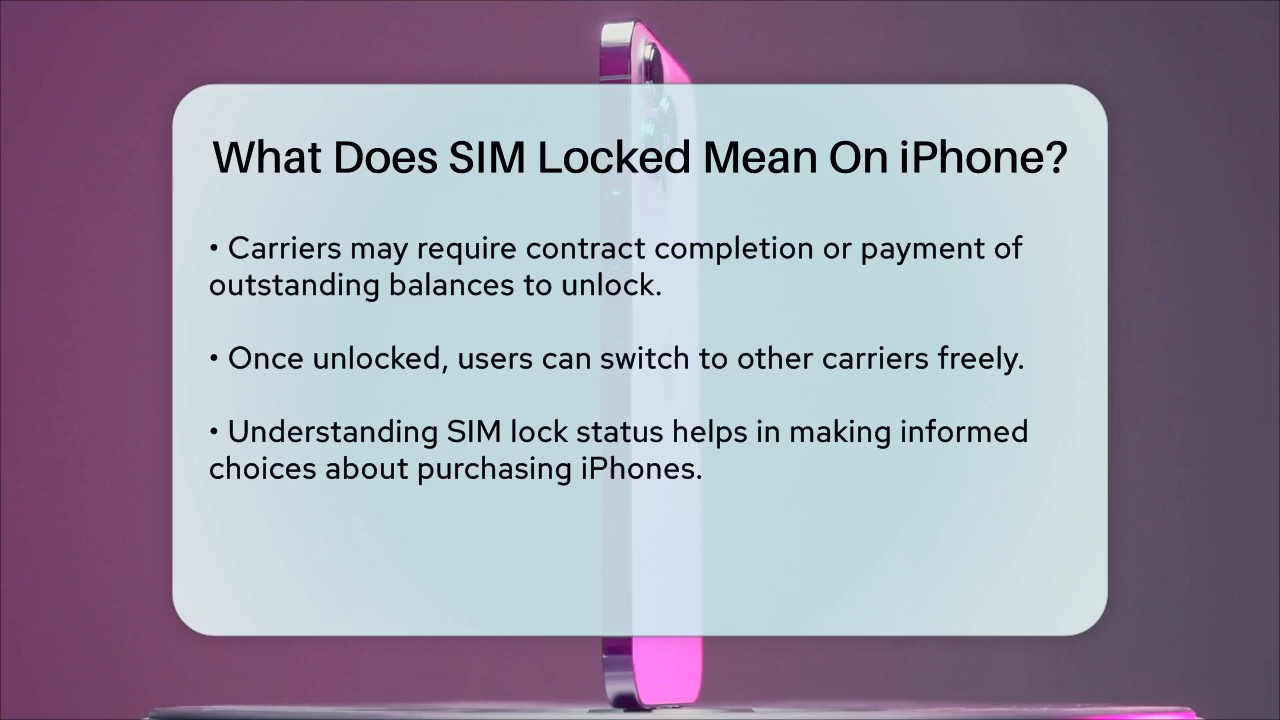 What Does SIM Locked Mean On iPhone?
• Carriers may require contract completion or payment of
outstanding balances to unlock.
• Once unlocked, users can switch to other carriers freely.
• Understanding SIM lock status helps in making informed
choices about purchasing iPhones.